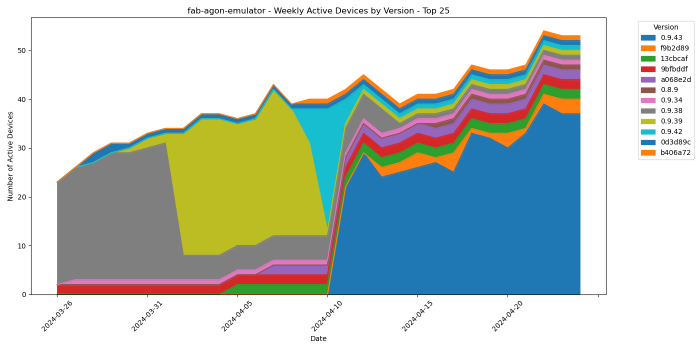 fab-agon-emulator - Weekly Active Devices by Version - Top 25
Number of Active Devices
50
40
30
20
10
0
2024-03-26
2024-03-31
2024-04-05
2024-04-10
2024-04-15
2024-04-20
Date
Version
0.9.43
f9b2d89
13cbcaf
9bfbddf
a068e2d
0.8.9
0.9.34
0.9.38
0.9.39
0.9.42
0d3d89c
b406a72